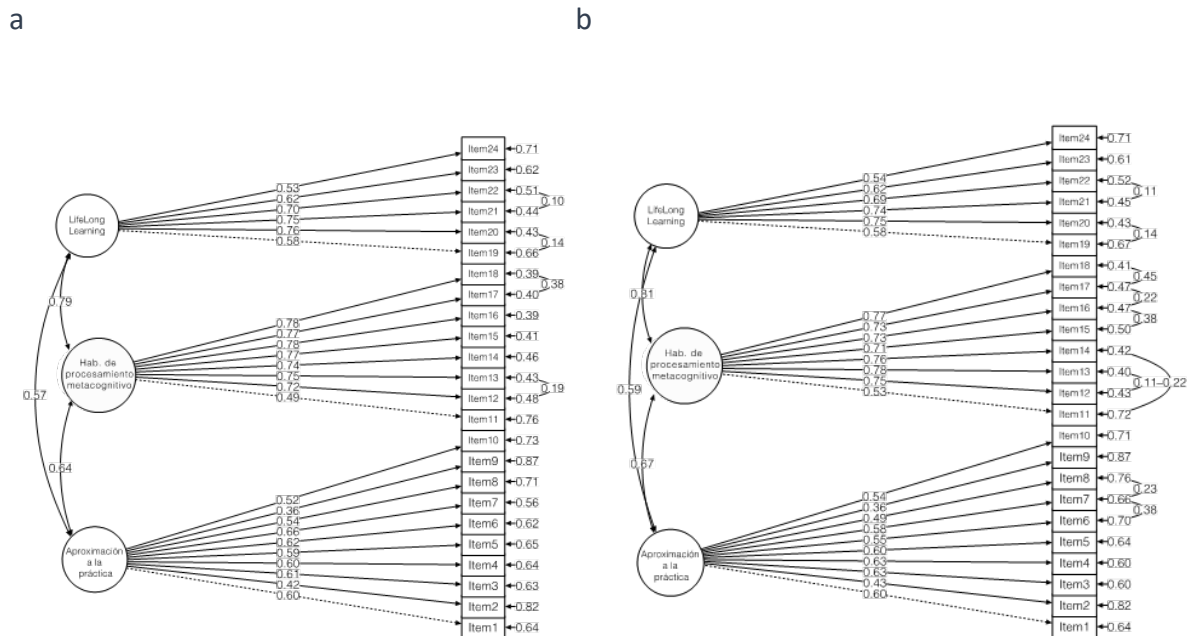 a
LifeLong
Learning
Hab. de
procesamiento
metacognitivo
Aproximación
a la
práctica
0.79
0.57
0.64
0.53
0.62
0.70
0.75
0.76
0.58
0.78
0.77
0.78
0.77
0.74
0.75
0.72
0.49
0.52
0.36
0.54
0.66
0.62
0.59
0.60
0.61
0.42
0.60
Item24 0.71
Item23 0.62
Item22 0.51
Item21 0.44
Item20 0.43
Item19 0.66
Item18 0.39
Item17 0.40
Item16 0.39
Item15 0.41
Item14 0.46
Item13 0.43
Item12 0.48
Item11 0.76
Item10 0.73
Item9 0.87
Item8 0.71
Item7 0.56
Item6 0.62
Item5 0.65
Item4 0.64
Item3 0.63
Item2 0.82
Item1 0.64
0.10
0.14
0.38
0.19
b
LifeLong
Learning
Hab. de
procesamiento
metacognitivo
Aproximación
a la
práctica
0.81
0.59
0.67
0.54
0.62
0.69
0.74
0.75
0.58
0.77
0.73
0.73
0.71
0.76
0.78
0.75
0.53
0.54
0.36
0.49
0.58
0.55
0.60
0.63
0.63
0.43
0.60
Item24 0.71
Item23 0.61
Item22 0.52
Item21 0.45
Item20 0.43
Item19 0.67
Item18 0.41
Item17 0.47
Item16 0.47
Item15 0.50
Item14 0.42
Item13 0.40
Item12 0.43
Item11 0.72
Item10 0.71
Item9 0.87
Item8 0.76
Item7 0.66
Item6 0.70
Item5 0.64
Item4 0.60
Item3 0.60
Item2 0.82
Item1 0.64
0.11
0.14
0.45
0.22
0.38
0.11
-0.22
0.23
0.38